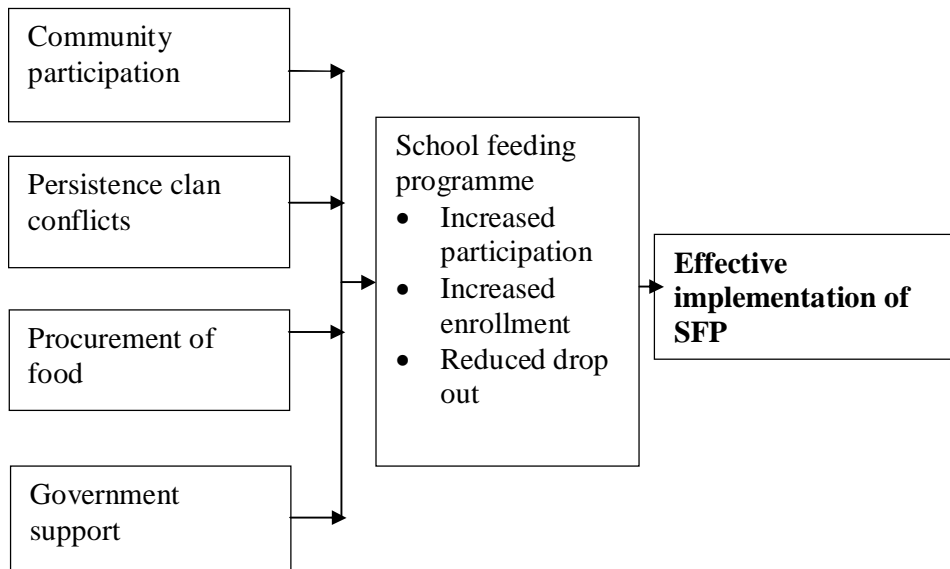 Community
participation
Persistence clan
conflicts
Procurement of
food
Government
support
School feeding
programme
• Increased
participation
• Increased
enrollment
• Reduced drop
out
Effective
implementation of
SFP